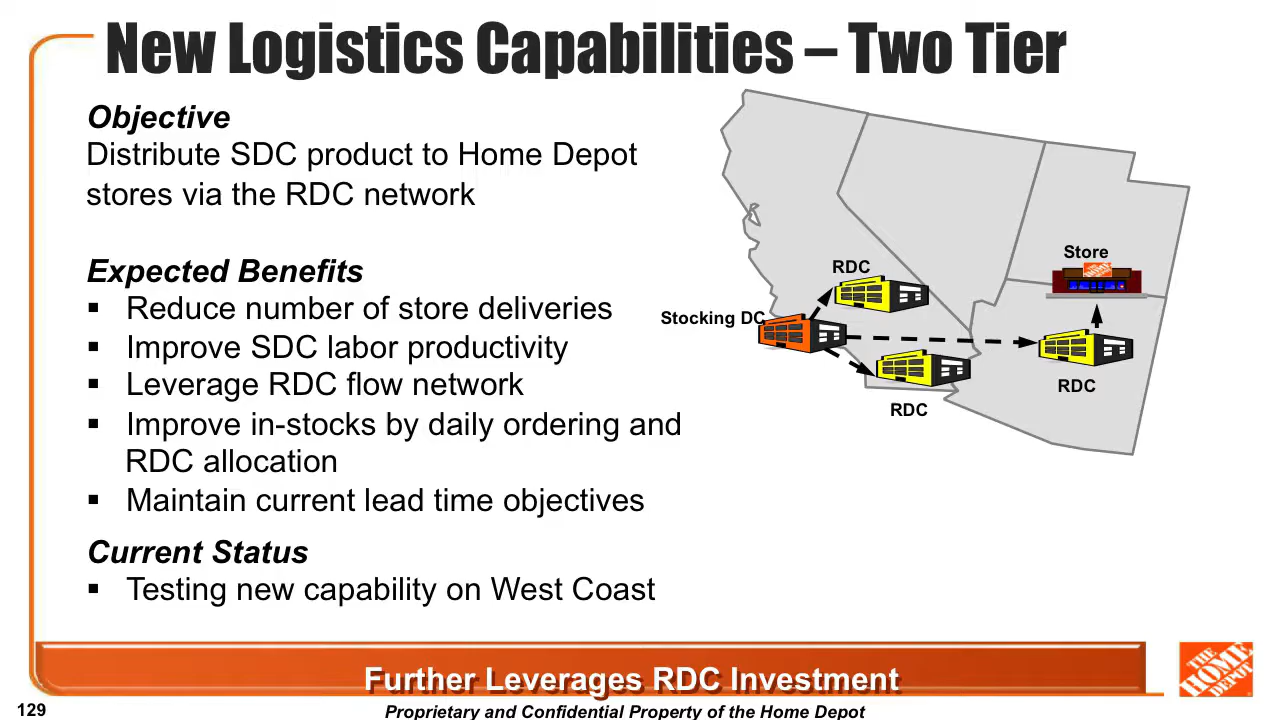 New Logistics Capabilities – Two Tier
Objective
Distribute SDC product to Home Depot
stores via the RDC network
Expected Benefits
▪ Reduce number of store deliveries
▪ Improve SDC labor productivity
▪ Leverage RDC flow network
▪ Improve in-stocks by daily ordering and
RDC allocation
▪ Maintain current lead time objectives
Current Status
▪ Testing new capability on West Coast
Store
RDC
Stocking DC
RDC
RDC
Further Leverages RDC Investment
THE
HOME
DEPOT
129
Proprietary and Confidential Property of the Home Depot